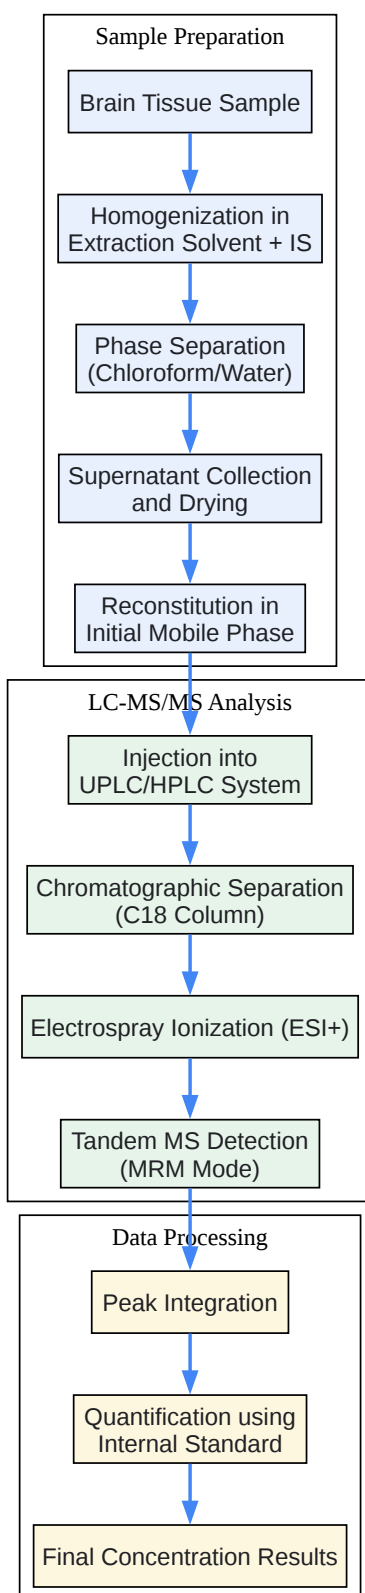 Sample Preparation
Brain Tissue Sample
Homogenization in
Extraction Solvent + IS
Phase Separation
(Chloroform/Water)
Supernatant Collection
and Drying
Reconstitution in
Initial Mobile Phase
LC-MS/MS Analysis
Injection into
UPLC/HPLC System
Chromatographic Separation
(C18 Column)
Electrospray Ionization (ESI+)
Tandem MS Detection
(MRM Mode)
Data Processing
Peak Integration
Quantification using
Internal Standard
Final Concentration Results